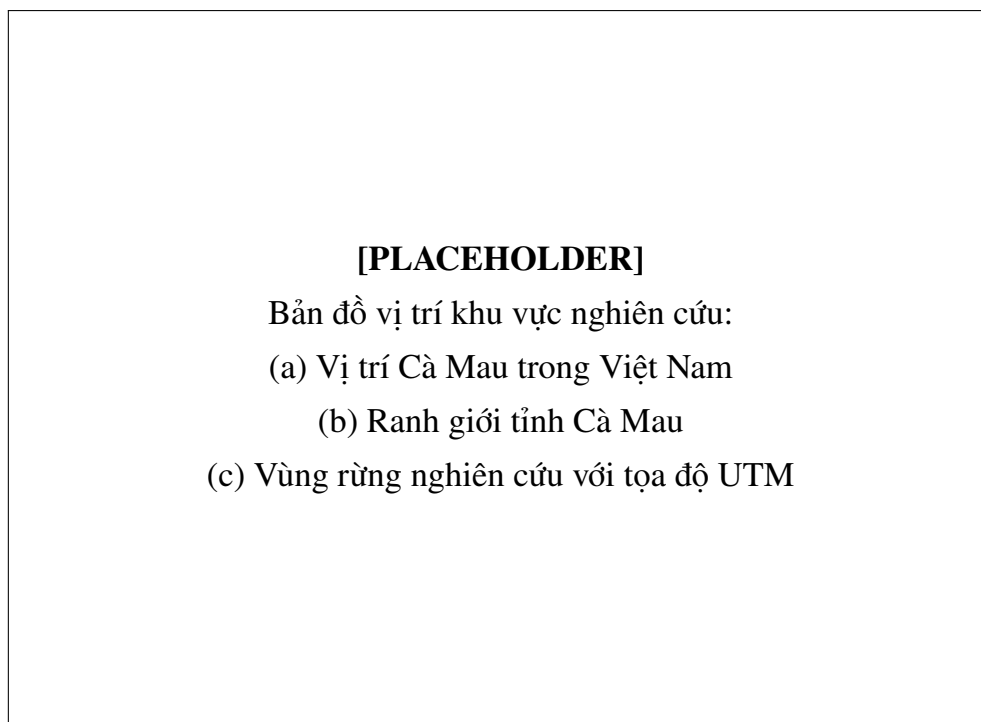 [PLACEHOLDER]
Bản đồ vị trí khu vực nghiên cứu:
(a) Vị trí Cà Mau trong Việt Nam
(b) Ranh giới tỉnh Cà Mau
(c) Vùng rừng nghiên cứu với tọa độ UTM